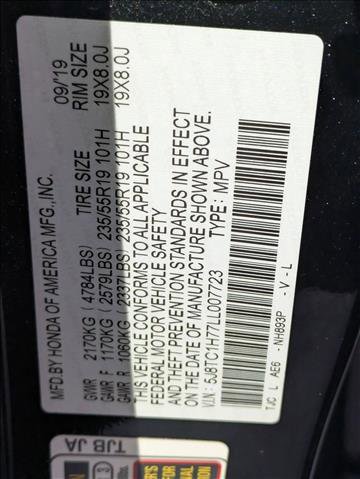 MFD.BY HONDA OF AMERICA MFG.,INC. 09/'19
TIRE SIZE RIM SIZE
GVWR 2170KG (4784LBS)
GAWR F 1170KG (2579LBS) 235/55R19 101H 19X8.0J
GAWR R 1060KG (2337LBS) 235/55R19 101H 19X8.0J
THIS VEHICLE CONFORMS TO ALL APPLICABLE
FEDERAL MOTOR VEHICLE SAFETY
THEFT PREVENTION STANDARDS IN EFFECT
ON THE DATE OF MANUFACTURE SHOWN ABOVE.
V.I.N.: 5J8TC1H77LL007723 TYPE: MPV
TJC L AE6 -NH893P -V-L
TJB JA